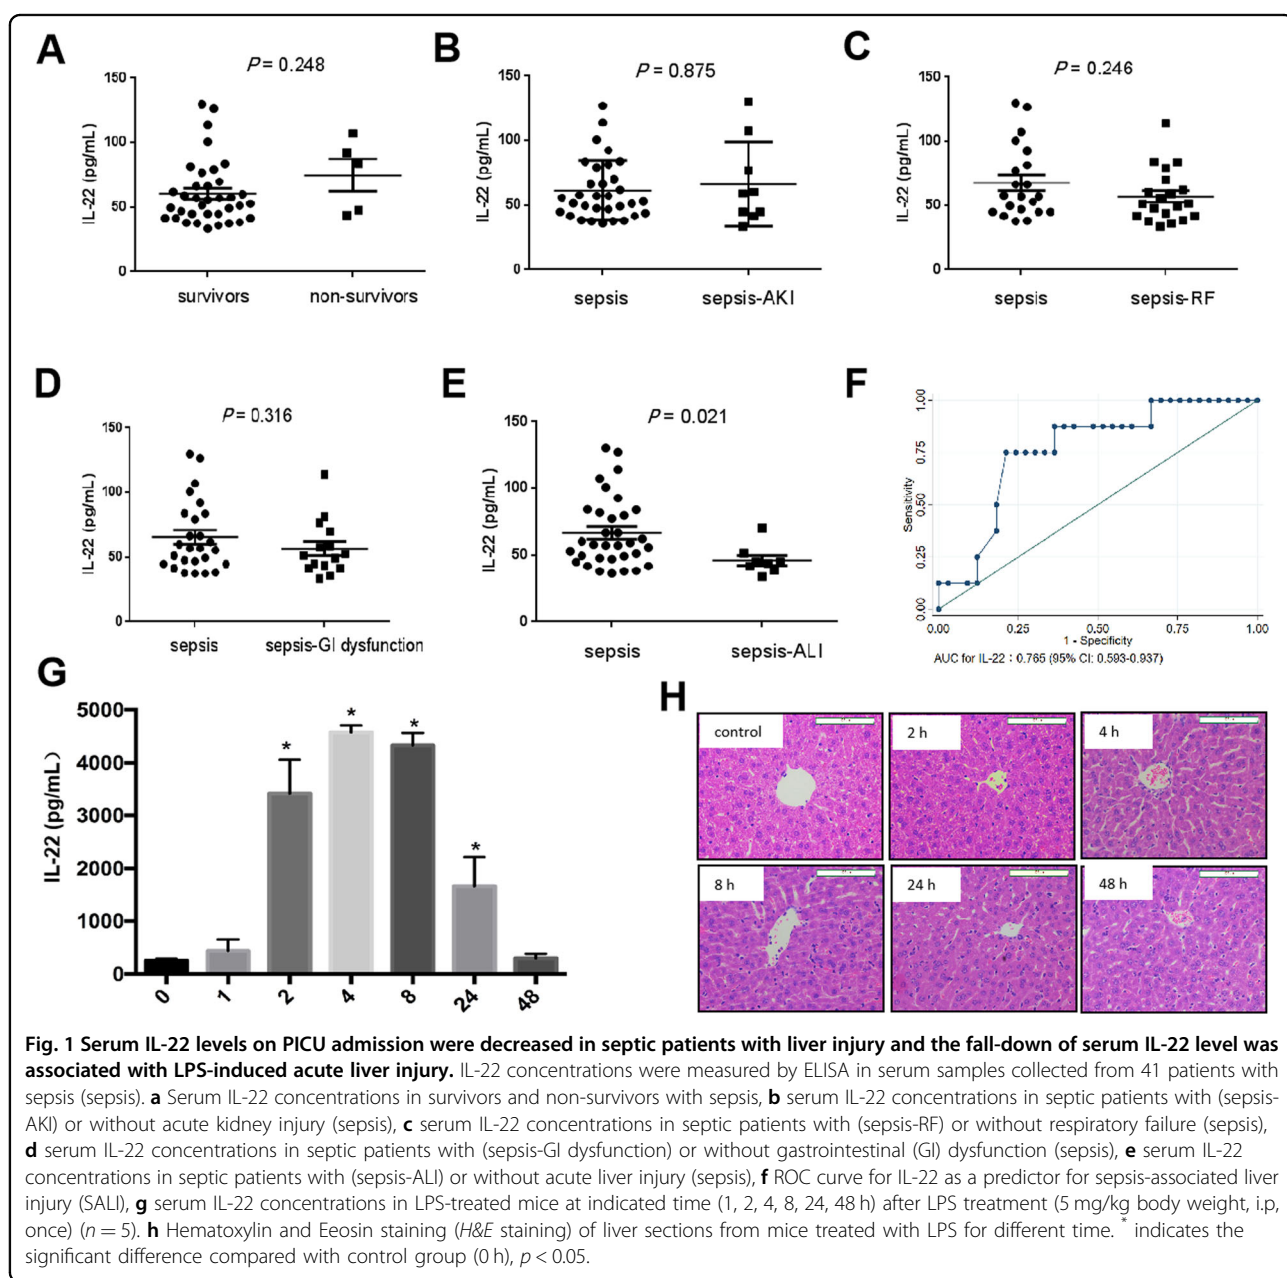 A
P = 0.248
IL-22 (pg/mL)
150
100
50
0
survivors
non-survivors
B
P = 0.875
IL-22 (pg/mL)
150
100
50
0
sepsis
sepsis-AKI
C
P = 0.246
IL-22 (pg/mL)
150
100
50
0
sepsis
sepsis-RF
D
P = 0.316
IL-22 (pg/mL)
150
100
50
0
sepsis
sepsis-GI dysfunction
E
P = 0.021
IL-22 (pg/mL)
150
100
50
0
sepsis
sepsis-ALI
F
Sensitivity
1.00
0.75
0.50
0.25
0.00
0.00
0.25
0.50
0.75
1.00
1 - Specificity
AUC for IL-22 : 0.765 (95% CI: 0.593-0.937)
G
IL-22 (pg/mL)
5000
4000
3000
2000
1000
0
*
*
*
*
0
1
2
4
8
24
48
H
control
2 h
4 h
8 h
24 h
48 h
Fig. 1 Serum IL-22 levels on PICU admission were decreased in septic patients with liver injury and the fall-down of serum IL-22 level was
associated with LPS-induced acute liver injury. IL-22 concentrations were measured by ELISA in serum samples collected from 41 patients with
sepsis (sepsis). a Serum IL-22 concentrations in survivors and non-survivors with sepsis, b serum IL-22 concentrations in septic patients with (sepsis-
AKI) or without acute kidney injury (sepsis), c serum IL-22 concentrations in septic patients with (sepsis-RF) or without respiratory failure (sepsis),
d serum IL-22 concentrations in septic patients with (sepsis-GI dysfunction) or without gastrointestinal (GI) dysfunction (sepsis), e serum IL-22
concentrations in septic patients with (sepsis-ALI) or without acute liver injury (sepsis), f ROC curve for IL-22 as a predictor for sepsis-associated liver
injury (SALI), g serum IL-22 concentrations in LPS-treated mice at indicated time (1, 2, 4, 8, 24, 48 h) after LPS treatment (5 mg/kg body weight, i.p,
once) (n = 5). h Hematoxylin and Eeosin staining (H&E staining) of liver sections from mice treated with LPS for different time. * indicates the
significant difference compared with control group (0 h), p < 0.05.